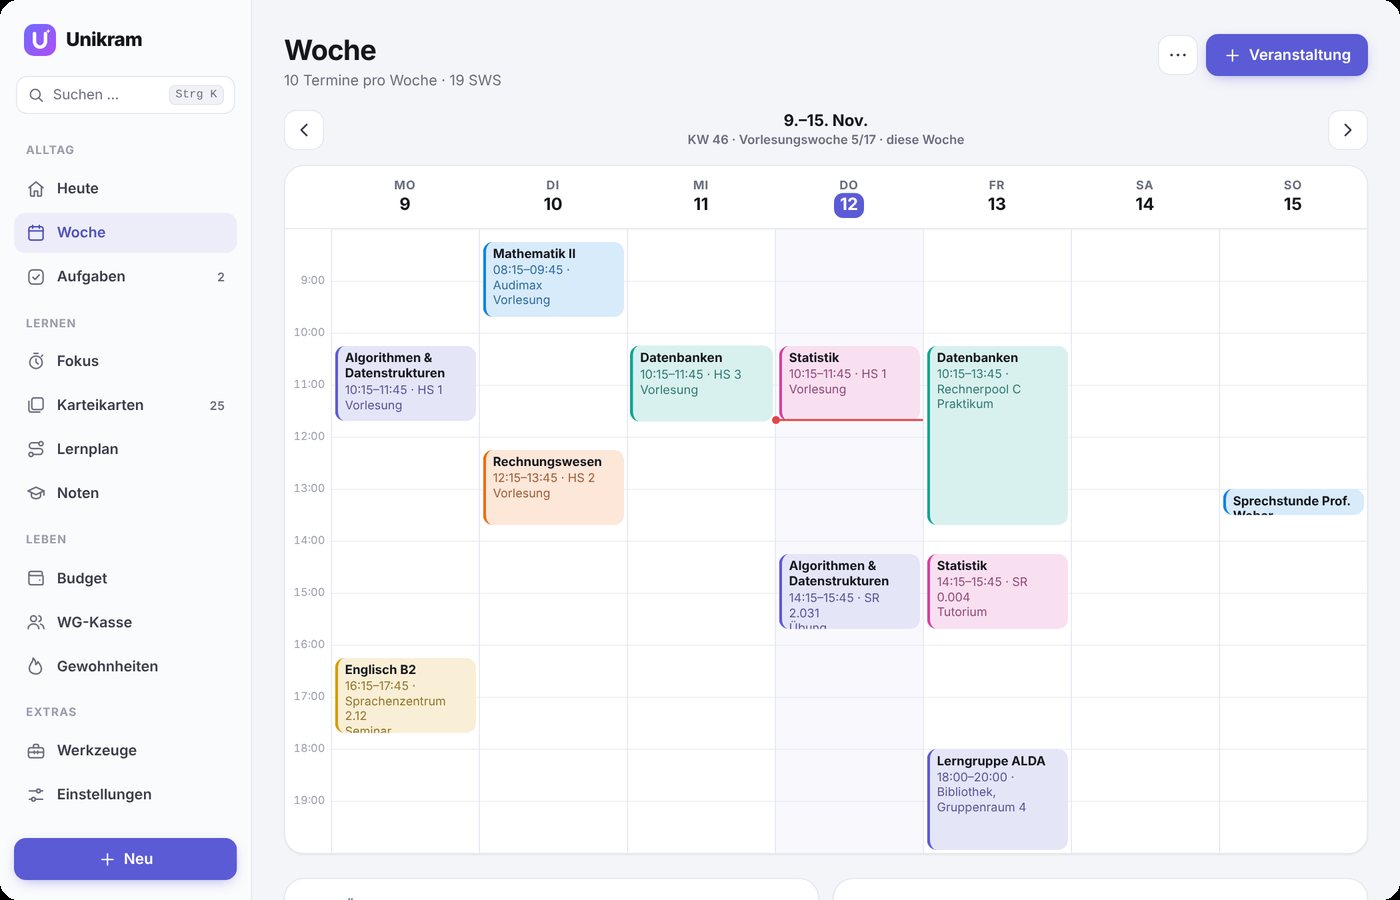 Unikram
Suchen ...
Strg K
ALLTAG
Heute
Woche
Aufgaben 2
LERNEN
Fokus
Karteikarten 25
Lernplan
Noten
LEBEN
Budget
WG-Kasse
Gewohnheiten
EXTRAS
Werkzeuge
Einstellungen
+ Neu
Woche
10 Termine pro Woche · 19 SWS
+ Veranstaltung
9.–15. Nov.
KW 46 · Vorlesungswoche 5/17 · diese Woche
MO DI MI DO FR SA SO
9 10 11 12 13 14 15
9:00
10:00
11:00
12:00
13:00
14:00
15:00
16:00
17:00
18:00
19:00
Algorithmen &
Datenstrukturen
10:15–11:45 · HS 1
Vorlesung
Englisch B2
16:15–17:45 ·
Sprachenzentrum
2.12
Seminar
Mathematik II
08:15–09:45 ·
Audimax
Vorlesung
Rechnungswesen
12:15–13:45 · HS 2
Vorlesung
Datenbanken
10:15–11:45 · HS 3
Vorlesung
Statistik
10:15–11:45 · HS 1
Vorlesung
Algorithmen &
Datenstrukturen
14:15–15:45 · SR
2.031
Übung
Datenbanken
10:15–13:45 ·
Rechnerpool C
Praktikum
Statistik
14:15–15:45 · SR
0.004
Tutorium
Lerngruppe ALDA
18:00–20:00 ·
Bibliothek,
Gruppenraum 4
Sprechstunde Prof.
Weber